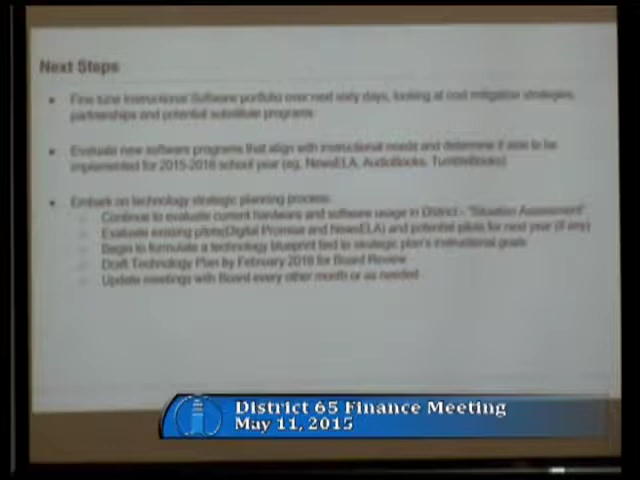 Next Steps
Fine tune Instructional Software portfolio over next sixty days, looking at cost mitigation strategies,
partnerships and potential substitute programs
Evaluate new software programs that align with instructional needs and determine if able to be
implemented for 2015-2016 school year (eg. NewsELA, AudioBooks, TumbleBooks)
Embark on technology strategic planning process:
Continue to evaluate current hardware and software usage in District - "Situation Assessment"
Evaluate existing pilots(Digital Promise and NewsELA) and potential pilots for next year (if any)
Begin to formulate a technology blueprint tied to strategic plan's instructional goals
Draft Technology Plan by February 2016 for Board Review
Update meetings with Board every other month or as needed
District 65 Finance Meeting
May 11, 2015